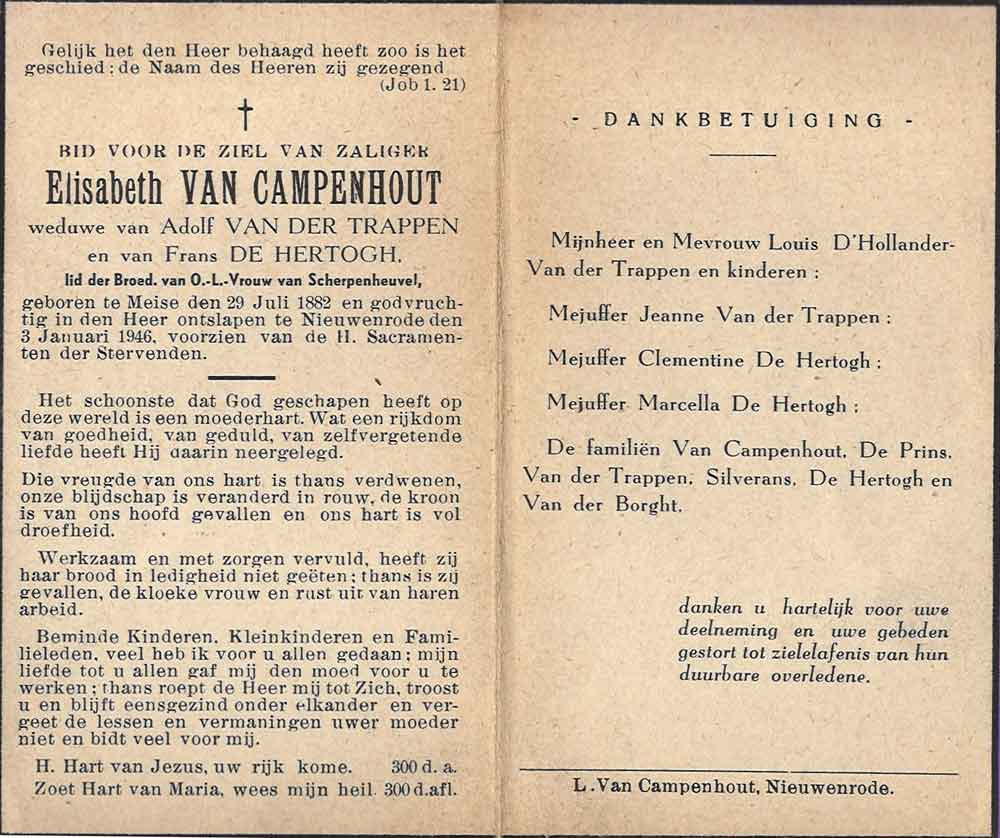 Gelijk het den Heer behaagd heeft zoo is het
geschied : de Naam des Heeren zij gezegend
(Job 1. 21)
BID VOOR DE ZIEL VAN ZALIGER
Elisabeth VAN CAMPENHOUT
weduwe van Adolf VAN DER TRAPPEN
en van Frans DE HERTOGH.
lid der Broed. van O.-L.-Vrouw van Scherpenheuvel,
geboren te Meise den 29 Juli 1882 en godvruch-
tig in den Heer ontslapen te Nieuwenrode den
3 Januari 1946, voorzien van de H. Sacramen-
ten der Stervenden.
Het schoonste dat God geschapen heeft op
deze wereld is een moederhart. Wat een rijkdom
van goedheid, van geduld, van zelfvergetende
liefde heeft Hij daarin neergelegd.
Die vreugde van ons hart is thans verdwenen,
onze blijdschap is veranderd in rouw, de kroon
is van ons hoofd gevallen en ons hart is vol
droefheid.
Werkzaam en met zorgen vervuld, heeft zij
haar brood in ledigheid niet geëten ; thans is zij
gevallen, de kloeke vrouw en rust uit van haren
arbeid.
Beminde Kinderen, Kleinkinderen en Fami-
lieleden, veel heb ik voor u allen gedaan ; mijn
liefde tot u allen gaf mij den moed voor u te
werken ; thans roept de Heer mij tot Zich, troost
u en blijft eensgezind onder elkander en ver-
geet de lessen en vermaningen uwer moeder
niet en bidt veel voor mij.
H. Hart van Jezus, uw rijk kome. 300 d. a.
Zoet Hart van Maria, wees mijn heil 300 d.afl.
- DANKBETUIGING -
Mijnheer en Mevrouw Louis D'Hollander-
Van der Trappen en kinderen ;
Mejuffer Jeanne Van der Trappen ;
Mejuffer Clementine De Hertogh ;
Mejuffer Marcella De Hertogh ;
De familiën Van Campenhout, De Prins,
Van der Trappen, Silverans, De Hertogh en
Van der Borght,
danken u hartelijk voor uwe
deelneming en uwe gebeden
gestort tot zielelafenis van hun
duurbare overledene.
L. Van Campenhout, Nieuwenrode.